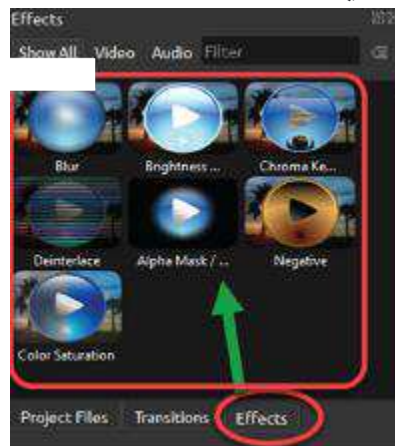 Effects
Show All Video Audio Filter
Blur Brightness ... Chroma Ke...
Deinterlace Alpha Mask / ... Negative
Color Saturation
Project Files Transitions Effects